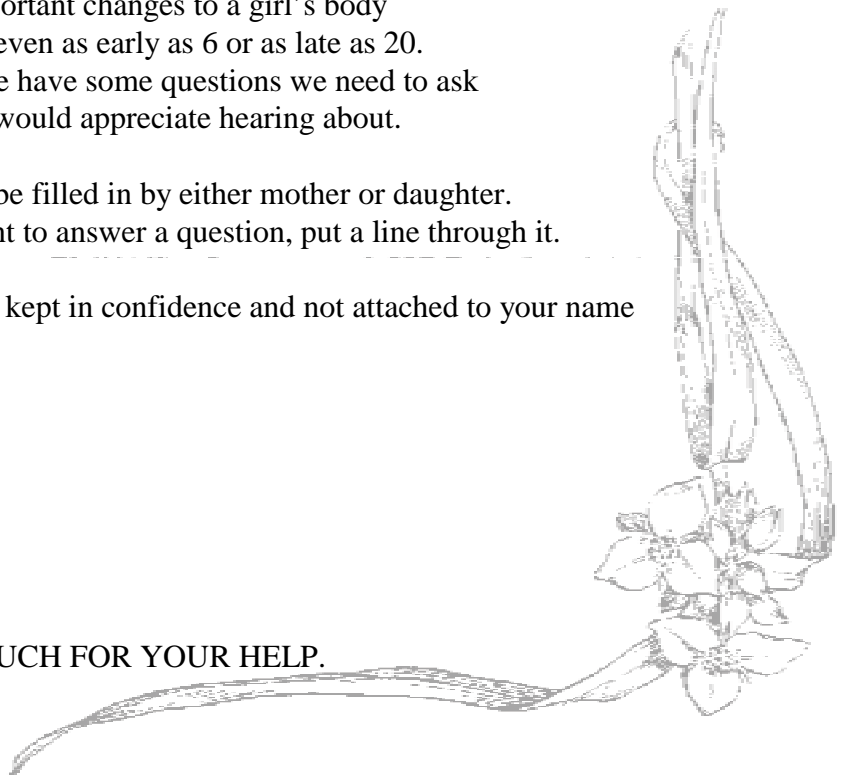 ortant changes to a girl's body
even as early as 6 or as late as 20.
e have some questions we need to ask
would appreciate hearing about.
be filled in by either mother or daughter.
nt to answer a question, put a line through it.
kept in confidence and not attached to your name
UCH FOR YOUR HELP.